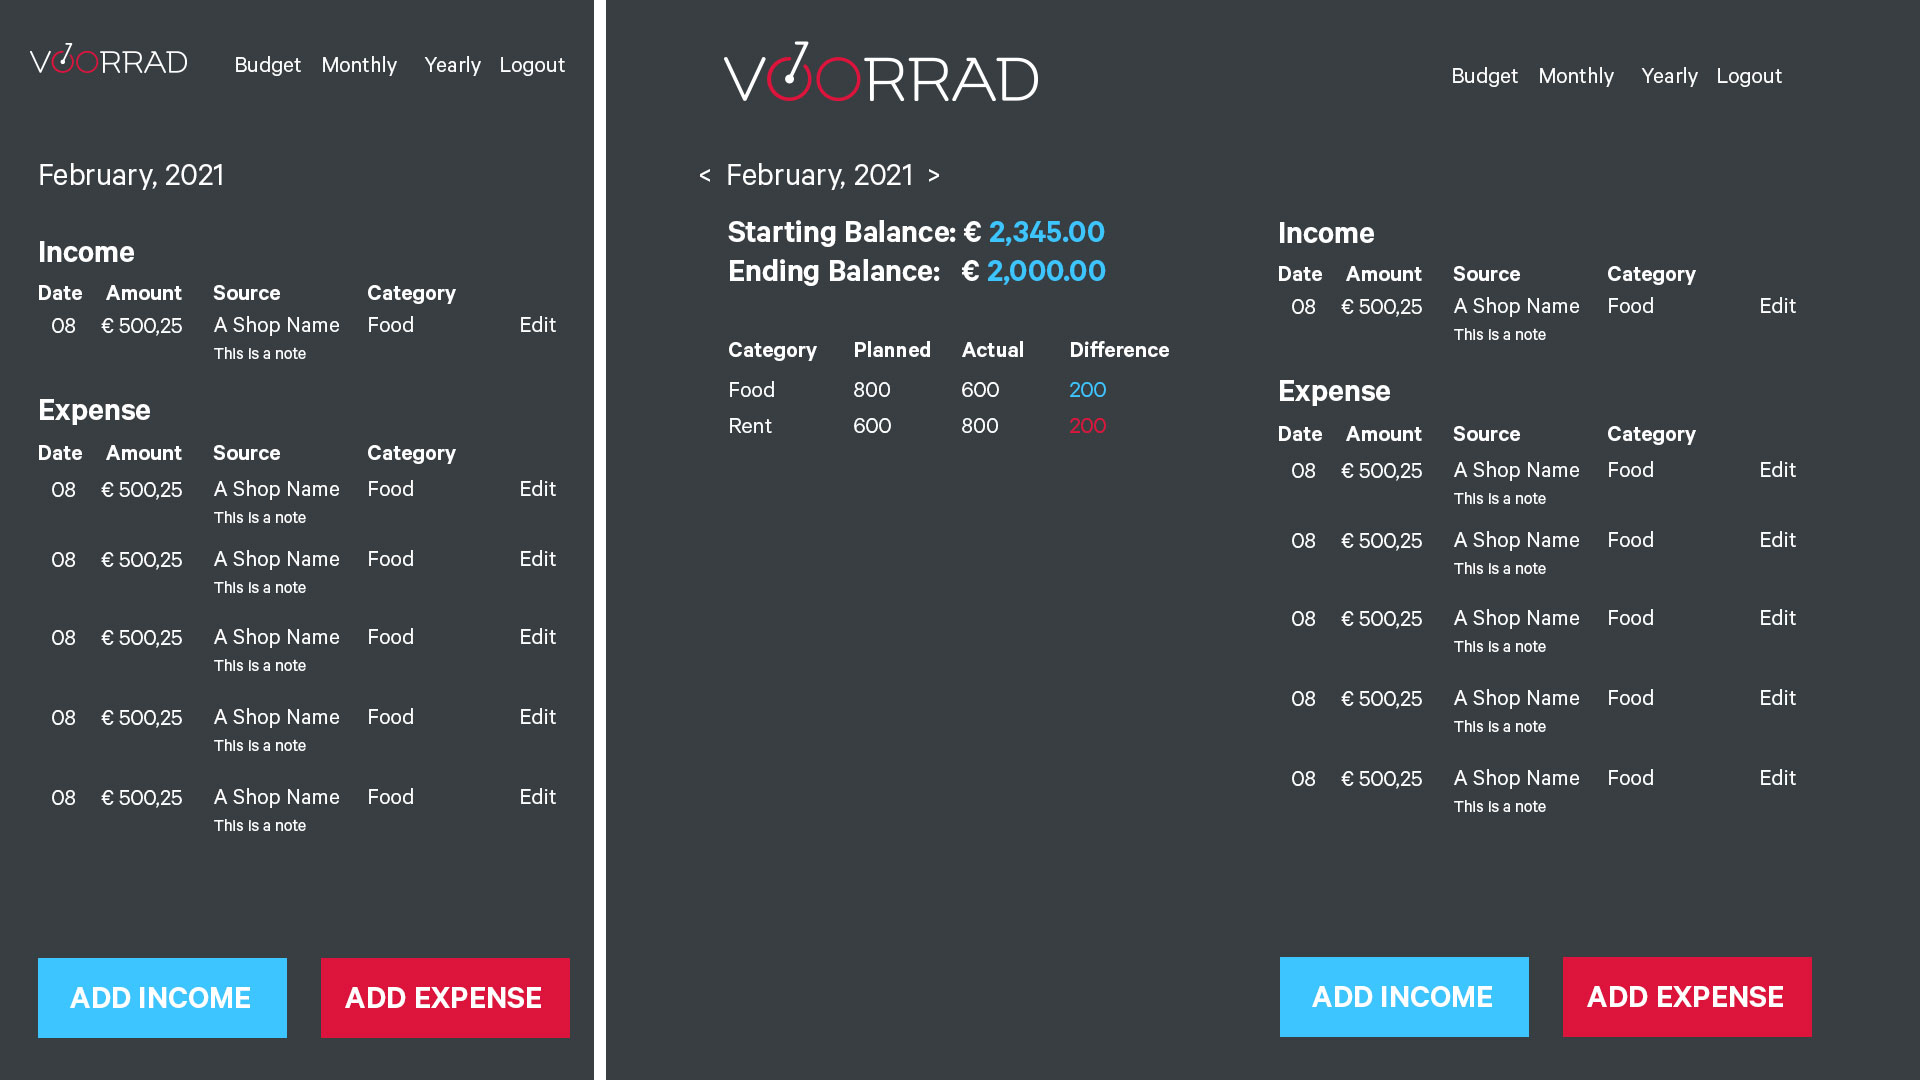 VOORRAD
Budget Monthly Yearly Logout
February, 2021
Income
Date Amount Source Category
08 € 500,25 A Shop Name Food Edit
This is a note
Expense
Date Amount Source Category
08 € 500,25 A Shop Name Food Edit
This is a note
08 € 500,25 A Shop Name Food Edit
This is a note
08 € 500,25 A Shop Name Food Edit
This is a note
08 € 500,25 A Shop Name Food Edit
This is a note
08 € 500,25 A Shop Name Food Edit
This is a note
ADD INCOME ADD EXPENSE
VOORRAD
Budget Monthly Yearly Logout
< February, 2021 >
Starting Balance: € 2,345.00
Ending Balance: € 2,000.00
Category Planned Actual Difference
Food 800 600 200
Rent 600 800 200
Income
Date Amount Source Category
08 € 500,25 A Shop Name Food Edit
This is a note
Expense
Date Amount Source Category
08 € 500,25 A Shop Name Food Edit
This is a note
08 € 500,25 A Shop Name Food Edit
This is a note
08 € 500,25 A Shop Name Food Edit
This is a note
08 € 500,25 A Shop Name Food Edit
This is a note
08 € 500,25 A Shop Name Food Edit
This is a note
ADD INCOME ADD EXPENSE